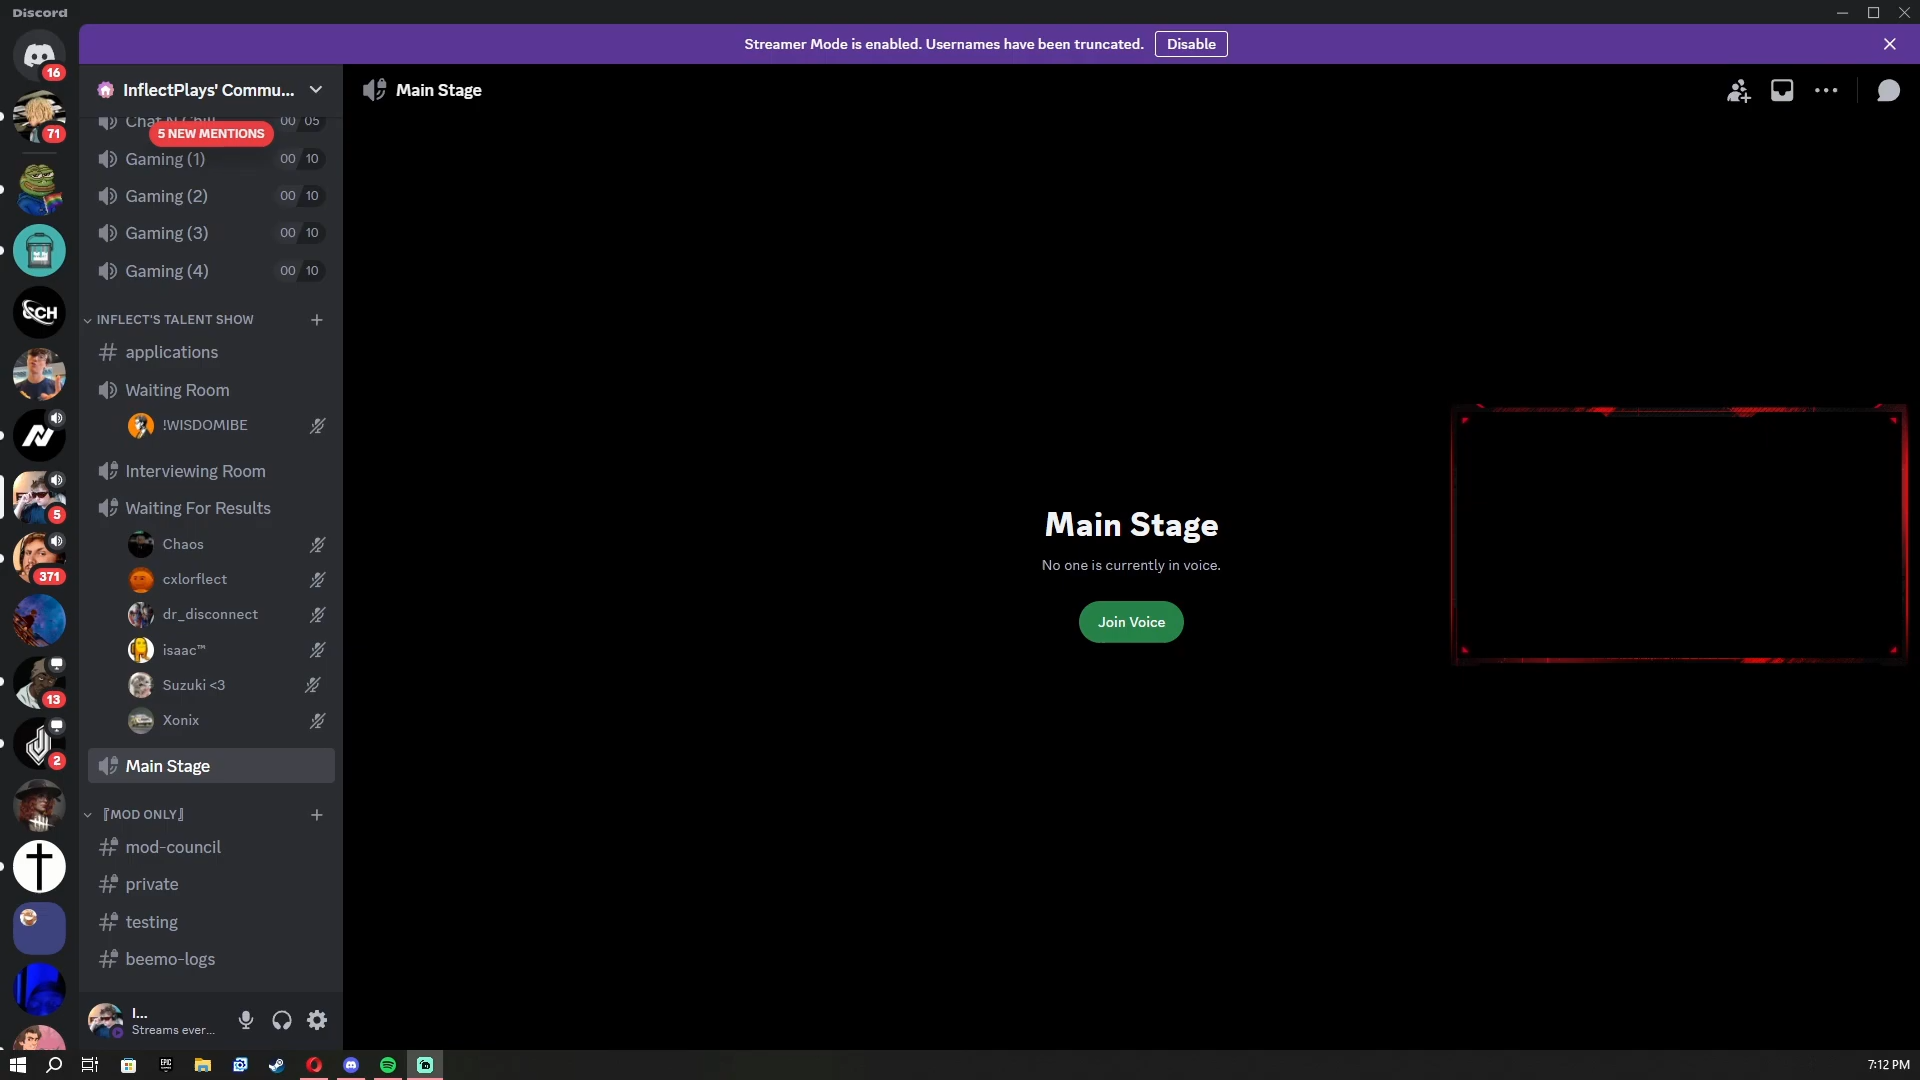 Discord
Streamer Mode is enabled. Usernames have been truncated.
Disable
16
71
CCH
5
371
13
2
InflectPlays' Commu...
5 NEW MENTIONS
00 05
Gaming (1)
00 10
Gaming (2)
00 10
Gaming (3)
00 10
Gaming (4)
00 10
INFLECT'S TALENT SHOW
applications
Waiting Room
!WISDOMIBE
Interviewing Room
Waiting For Results
Chaos
cxlorflect
dr_disconnect
isaac™
Suzuki <3
Xonix
Main Stage
『MOD ONLY』
mod-council
private
testing
beemo-logs
I...
Streams ever...
Main Stage
Main Stage
No one is currently in voice.
Join Voice
EPIC
7:12 PM